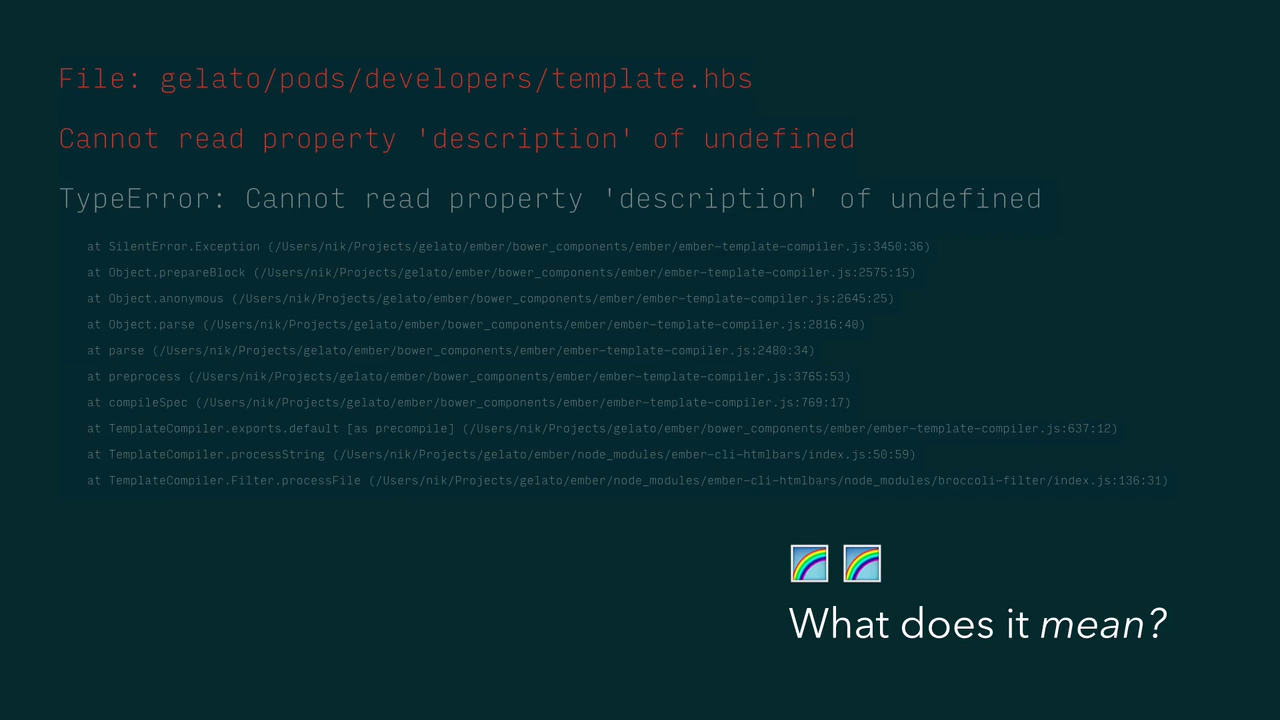 File: gelato/pods/developers/template.hbs
Cannot read property 'description' of undefined
TypeError: Cannot read property 'description' of undefined
at SilentError.Exception (/Users/nik/Projects/gelato/ember/bower_components/ember/ember-template-compiler.js:3450:36)
at Object.prepareBlock (/Users/nik/Projects/gelato/ember/bower_components/ember/ember-template-compiler.js:2575:15)
at Object.anonymous (/Users/nik/Projects/gelato/ember/bower_components/ember/ember-template-compiler.js:2645:25)
at Object.parse (/Users/nik/Projects/gelato/ember/bower_components/ember/ember-template-compiler.js:2816:40)
at parse (/Users/nik/Projects/gelato/ember/bower_components/ember/ember-template-compiler.js:2480:34)
at preprocess (/Users/nik/Projects/gelato/ember/bower_components/ember/ember-template-compiler.js:3765:53)
at compileSpec (/Users/nik/Projects/gelato/ember/bower_components/ember/ember-template-compiler.js:769:17)
at TemplateCompiler.exports.default [as precompile] (/Users/nik/Projects/gelato/ember/bower_components/ember/ember-template-compiler.js:637:12)
at TemplateCompiler.processString (/Users/nik/Projects/gelato/ember/node_modules/ember-cli-htmlbars/index.js:50:59)
at TemplateCompiler.Filter.processFile (/Users/nik/Projects/gelato/ember/node_modules/ember-cli-htmlbars/node_modules/broccoli-filter/index.js:136:31)
What does it mean?